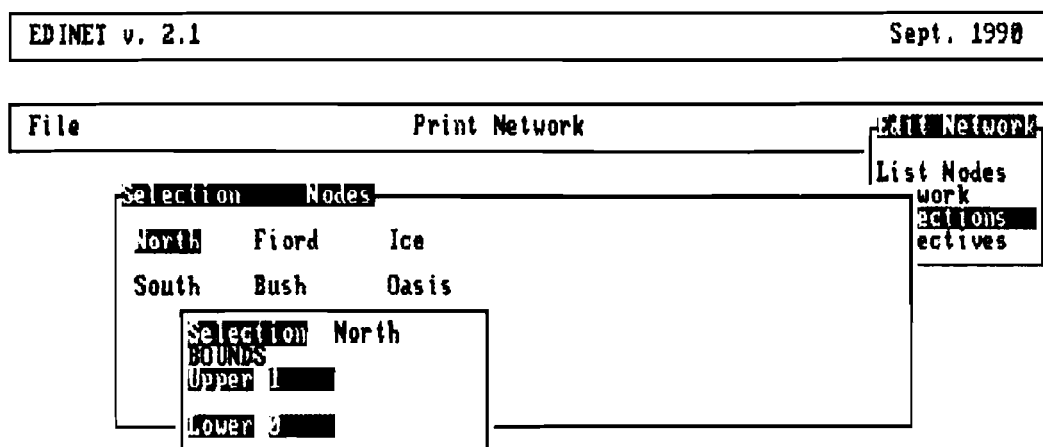 EDINET v. 2.1 Sept. 1990
File Print Network Edit Network
List Nodes
work
ections
ectives
Selection Nodes
North Fiord Ice
South Bush Oasis
Selection North
BOUNDS
Upper 1
Lower 0